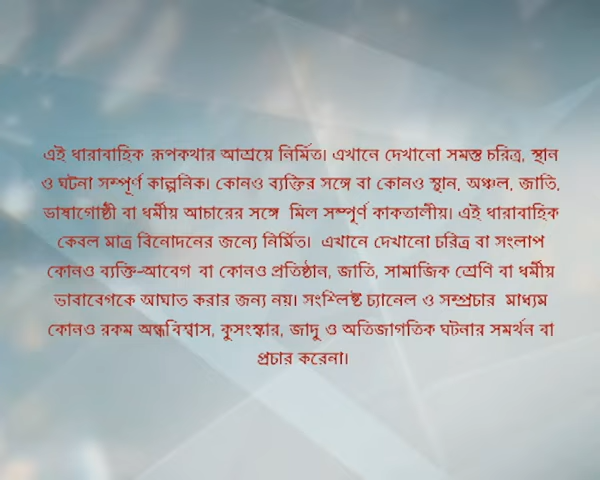 এই ধারাবাহিক রূপকথার আশ্রয়ে নির্মিত। এখানে দেখানো সমস্ত চরিত্র, স্থান
ও ঘটনা সম্পূর্ণ কাল্পনিক। কোনও ব্যক্তির সঙ্গে বা কোনও স্থান, অঞ্চল, জাতি,
ভাষাগোষ্ঠী বা ধর্মীয় আচারের সঙ্গে মিল সম্পূর্ণ কাকতালীয়। এই ধারাবাহিক
কেবল মাত্র বিনোদনের জন্যে নির্মিত। এখানে দেখানো চরিত্র বা সংলাপ
কোনও ব্যক্তি-আবেগ বা কোনও প্রতিষ্ঠান, জাতি, সামাজিক শ্রেণি বা ধর্মীয়
ভাবাবেগকে আঘাত করার জন্য নয়। সংশ্লিষ্ট চ্যানেল ও সম্প্রচার মাধ্যম
কোনও রকম অন্ধবিশ্বাস, কুসংস্কার, জাদু ও অতিজাগতিক ঘটনার সমর্থন বা
প্রচার করেনা।